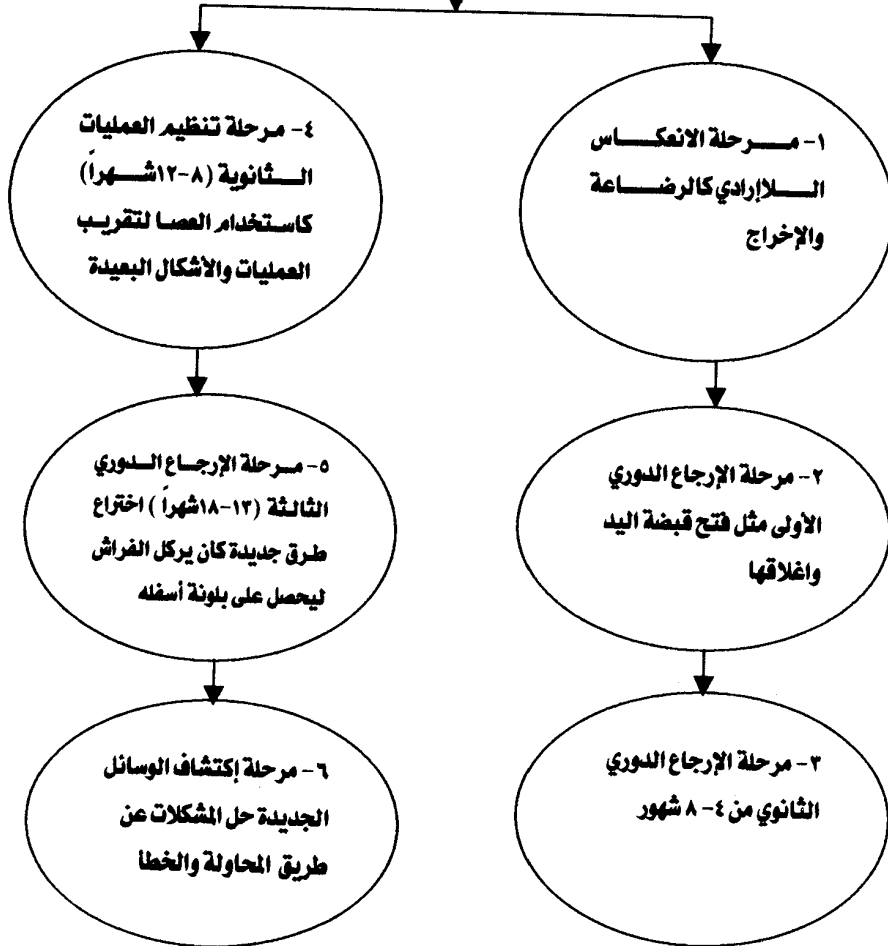 ١- مرحلة الانعكاس
اللاإرادي كالرضاعة
والإخراج
٢- مرحلة الإرجاع الدوري
الأولى مثل فتح قبضة اليد
واغلاقها
٣- مرحلة الإرجاع الدوري
الثانوي من ٤- ٨ شهور
٤- مرحلة تنظيم العمليات
الثانوية (٨-١٢شهراً)
كاستخدام العصا لتقريب
العمليات والأشكال البعيدة
٥- مرحلة الإرجاع الدوري
الثالثة (١٣-١٨شهراً ) اختراع
طرق جديدة كان يركل الفراش
ليحصل على بلونة أسفله
٦- مرحلة إكتشاف الوسائل
الجديدة حل المشكلات عن
طريق المحاولة والخطا